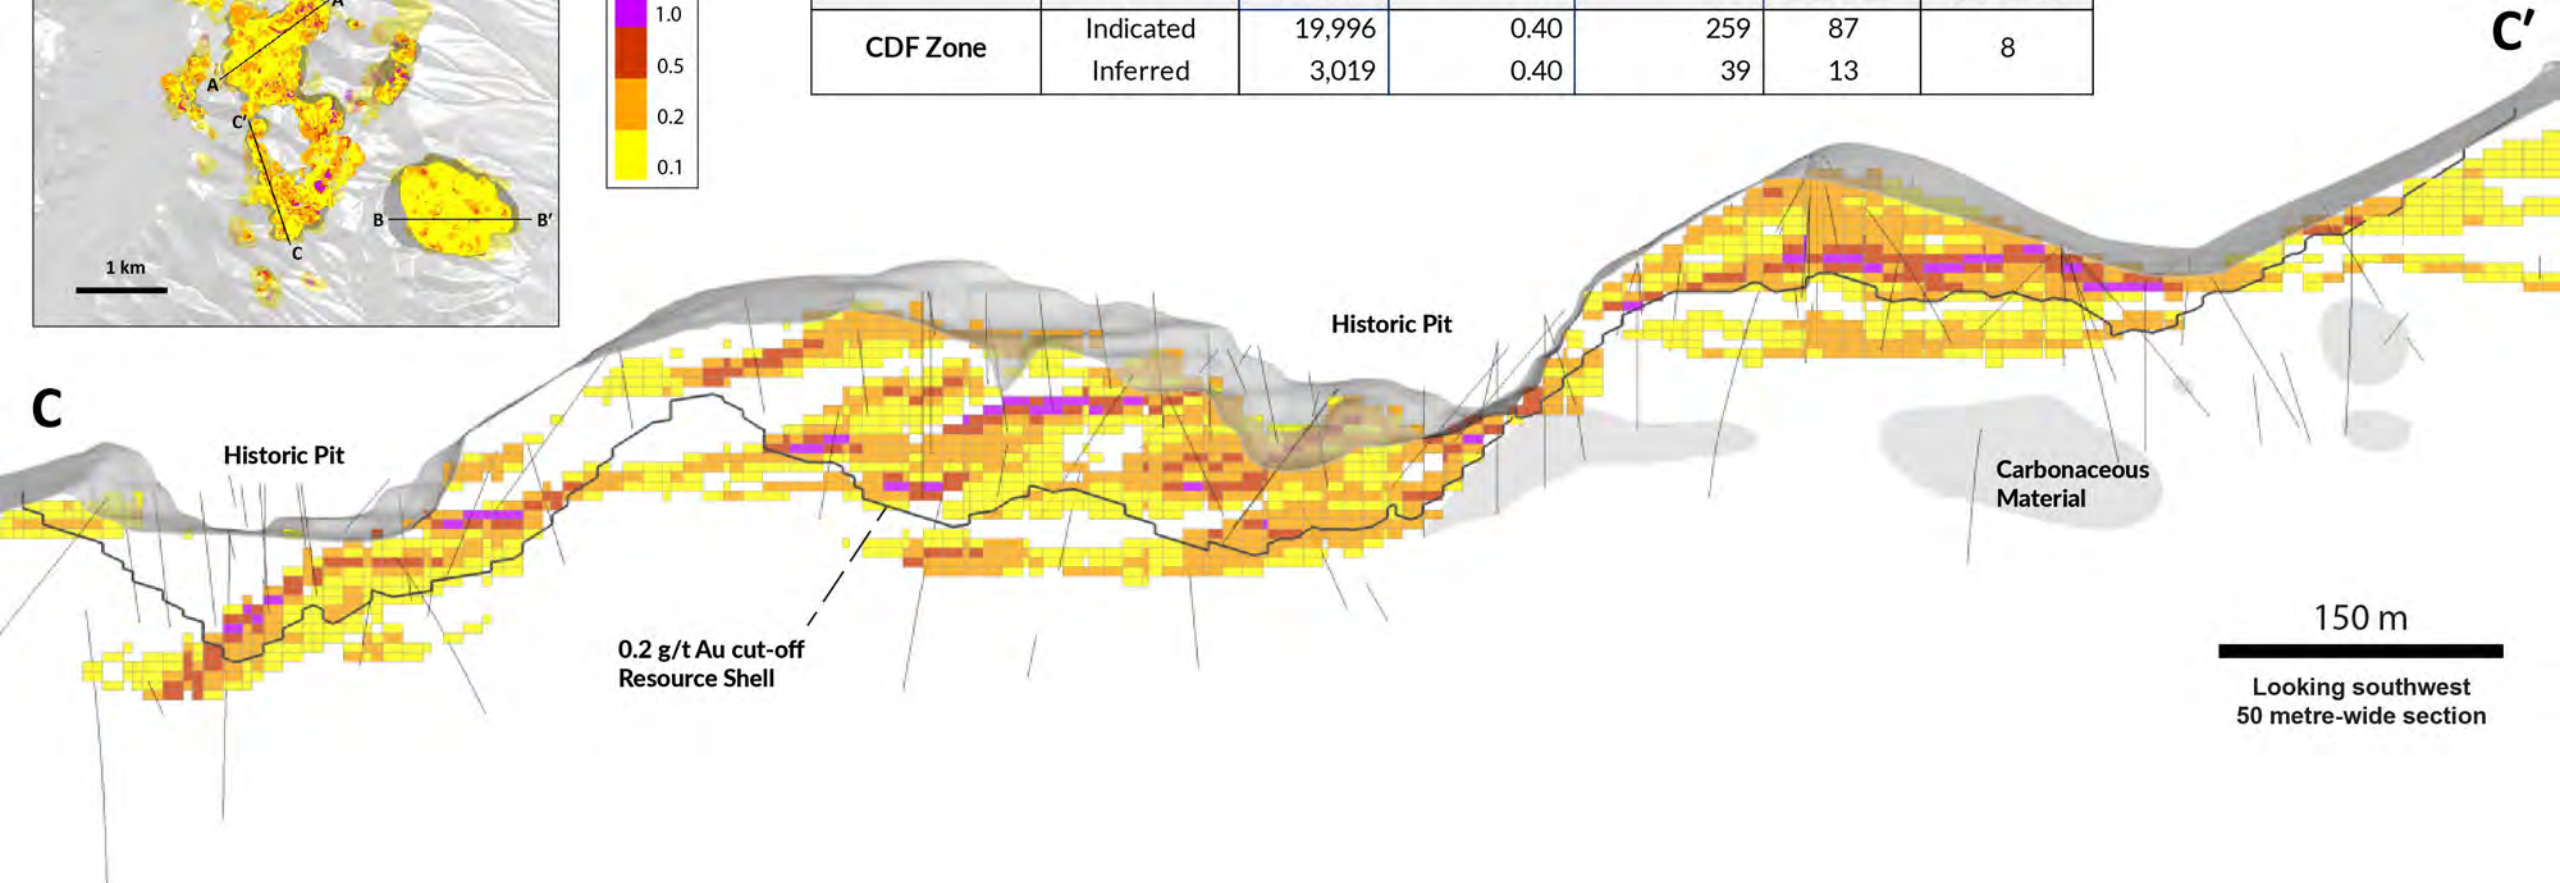 A'
A
C'
B
B'
C
1 km
1.0
0.5
0.2
0.1
CDF Zone
Indicated 19,996 0.40 259 87
8
Inferred 3,019 0.40 39 13
C'
Historic Pit
C
Historic Pit
Carbonaceous
Material
0.2 g/t Au cut-off
Resource Shell
150 m
Looking southwest
50 metre-wide section